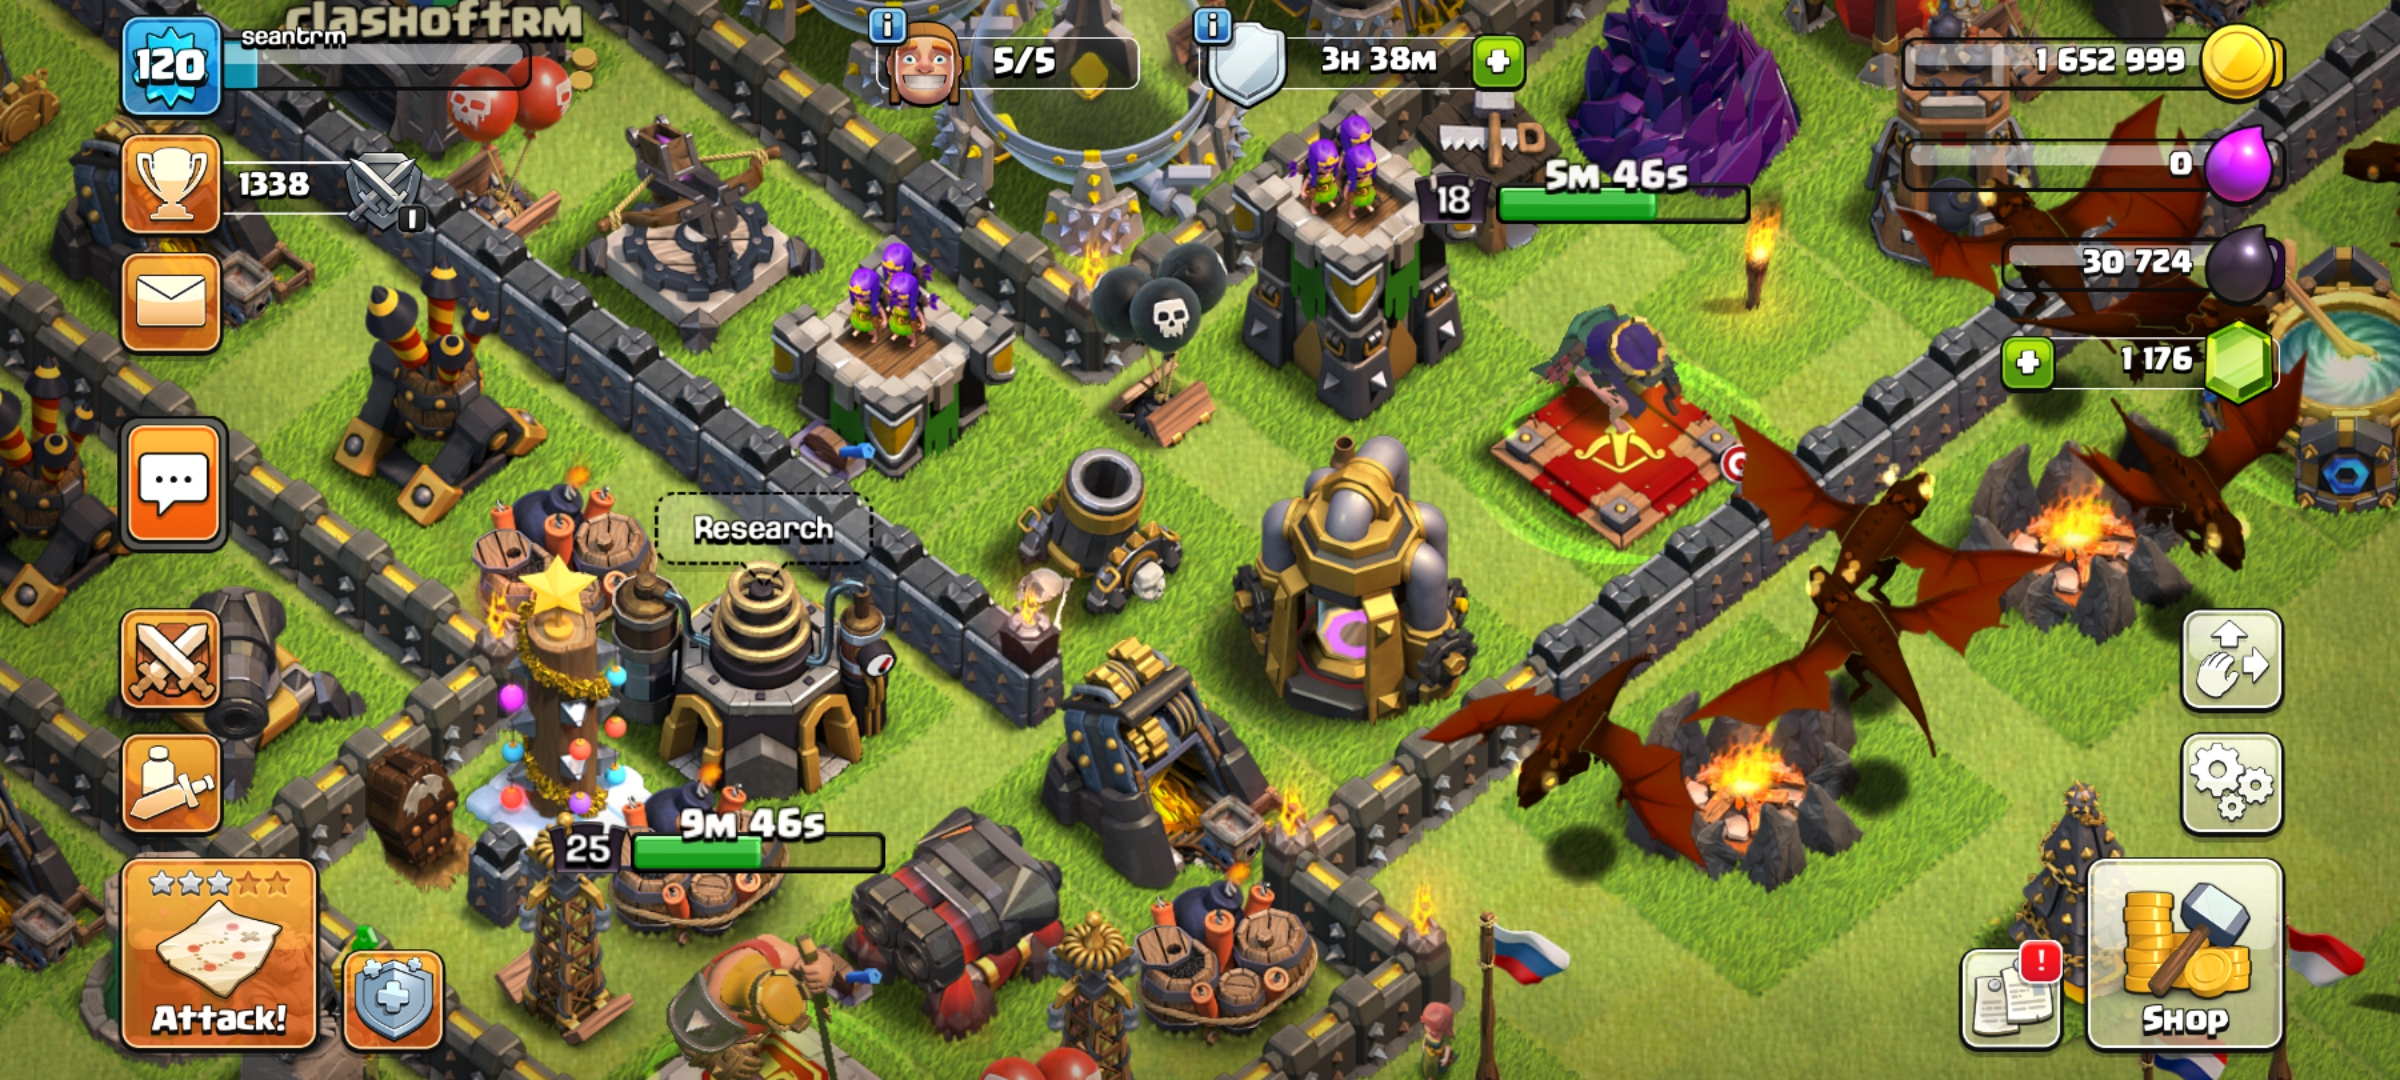 clashoftRM
120
seantrm
5/5
3H 38M
1 652 999
1338
I
0
18
5M 46s
30 724
1 176
Research
25
9M 46s
Attack!
!
Shop